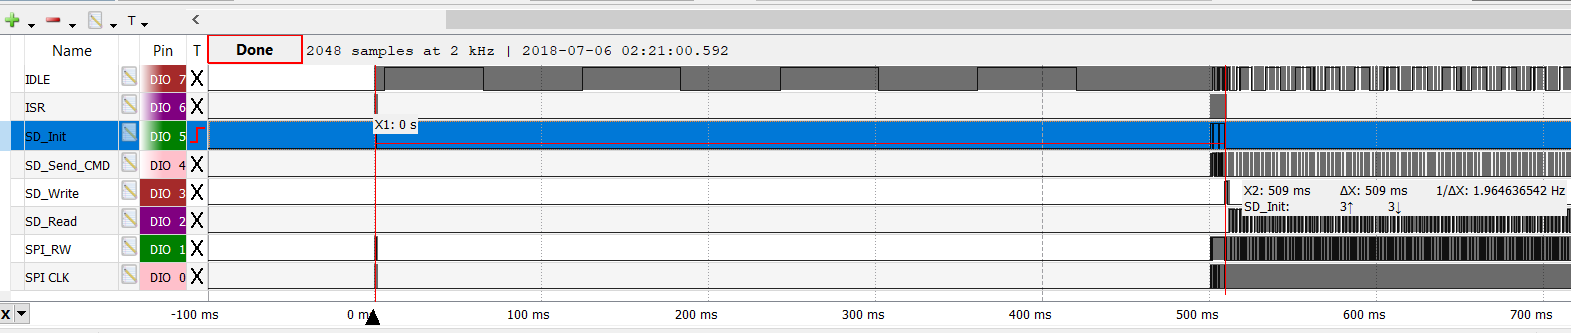 T
Name Pin T Done 2048 samples at 2 kHz | 2018-07-06 02:21:00.592
IDLE DIO 7 X
ISR DIO 6 X
X1: 0 s
SD_Init DIO 5
SD_Send_CMD DIO 4 X
SD_Write DIO 3 X
X2: 509 ms ΔX: 509 ms 1/ΔX: 1.964636542 Hz
SD_Init: 3↑ 3↓
SD_Read DIO 2 X
SPI_RW DIO 1 X
SPI CLK DIO 0 X
X -100 ms 0 ms 100 ms 200 ms 300 ms 400 ms 500 ms 600 ms 700 ms